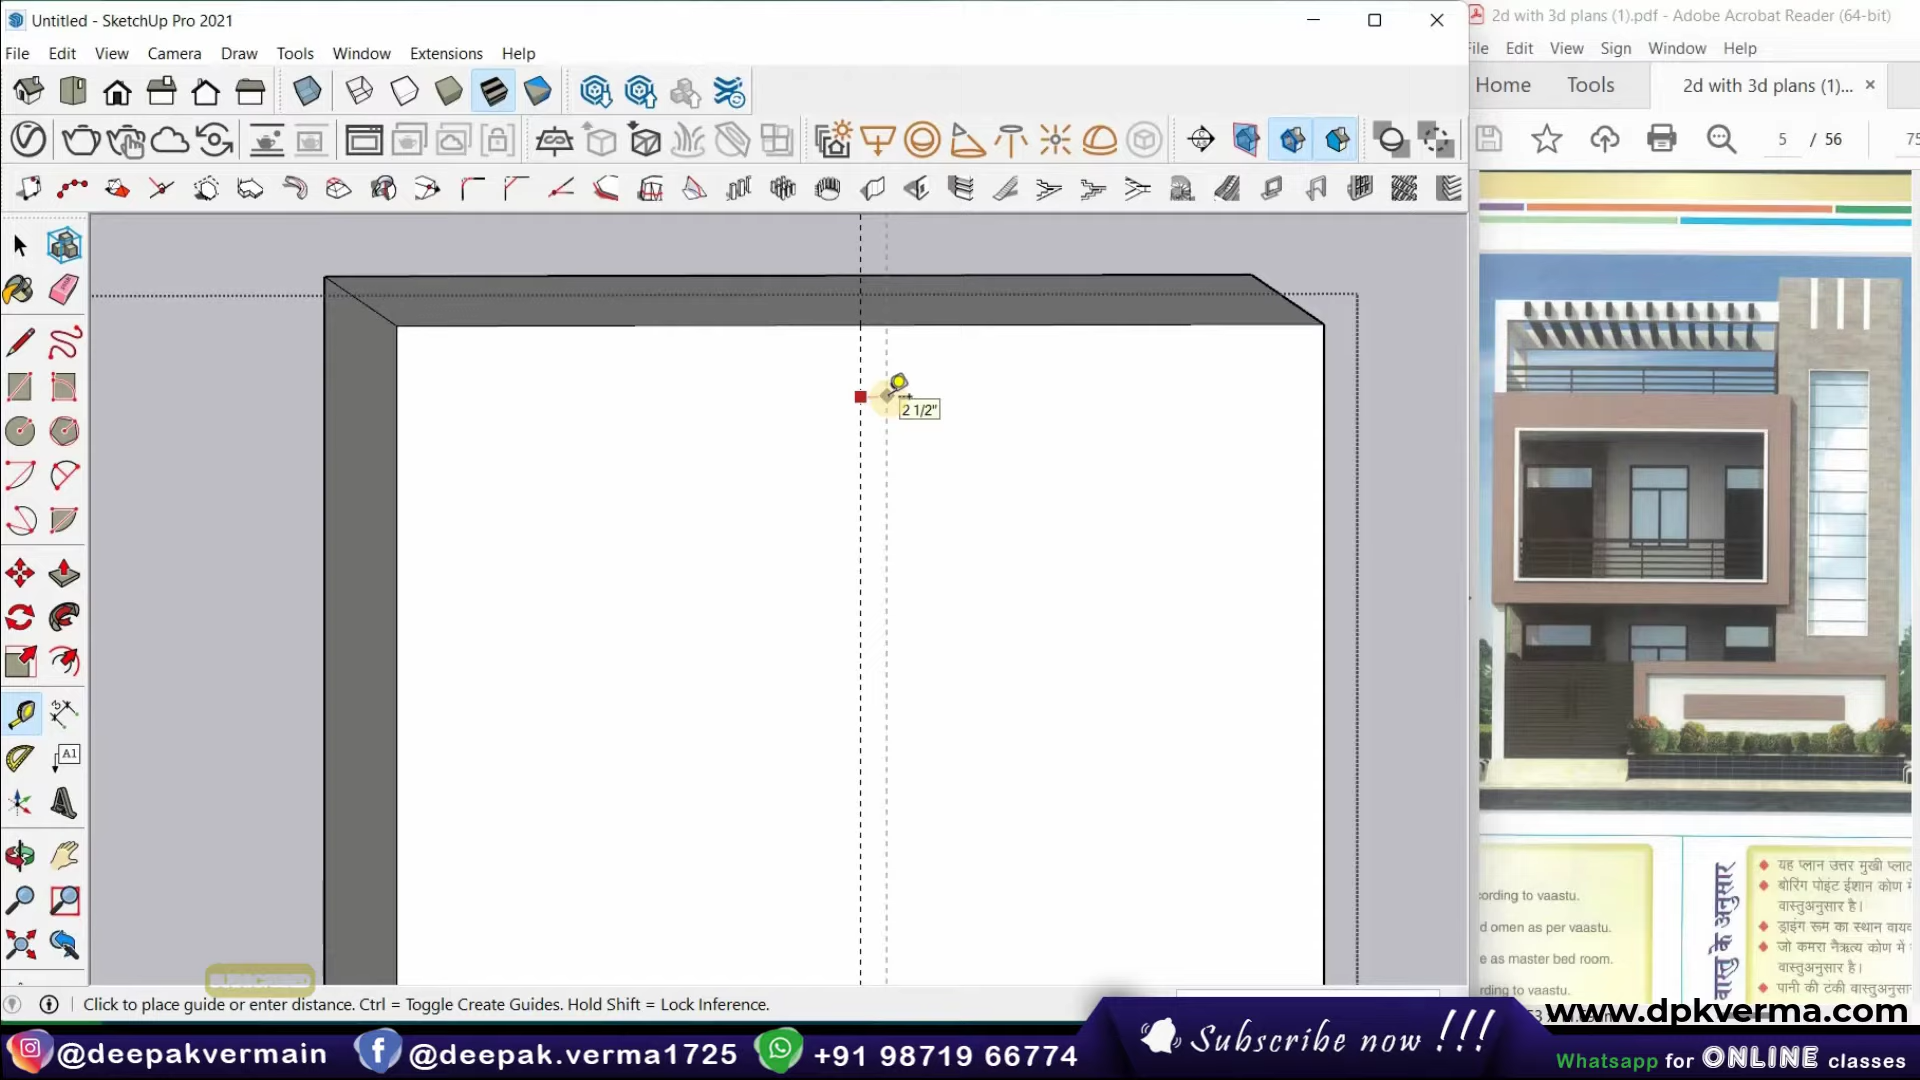 Untitled - SketchUp Pro 2021
File Edit View Camera Draw Tools Window Extensions Help
2 1/2"
A1
Click to place guide or enter distance. Ctrl = Toggle Create Guides. Hold Shift = Lock Inference.
2d with 3d plans (1).pdf - Adobe Acrobat Reader (64-bit)
ile Edit View Sign Window Help
Home Tools 2d with 3d plans (1)... ×
5 / 56 75
cording to vaastu.
d omen as per vaastu.
e as master bed room.
rding to vaastu.
वास्तु के अनुसार
यह प्लान उत्तर मुखी प्लाट
बोरिंग पोइंट ईशान कोण में
वास्तुअनुसार है।
ड्राइंग रूम का स्थान वायव
जो कमरा नैऋत्य कोण में
वास्तुअनुसार है।
पानी की टंकी वास्तुअनुसार
www.dpkverma.com
@deepakvermain
@deepak.verma1725
+91 98719 66774
Subscribe now !!!
Whatsapp for ONLINE classes